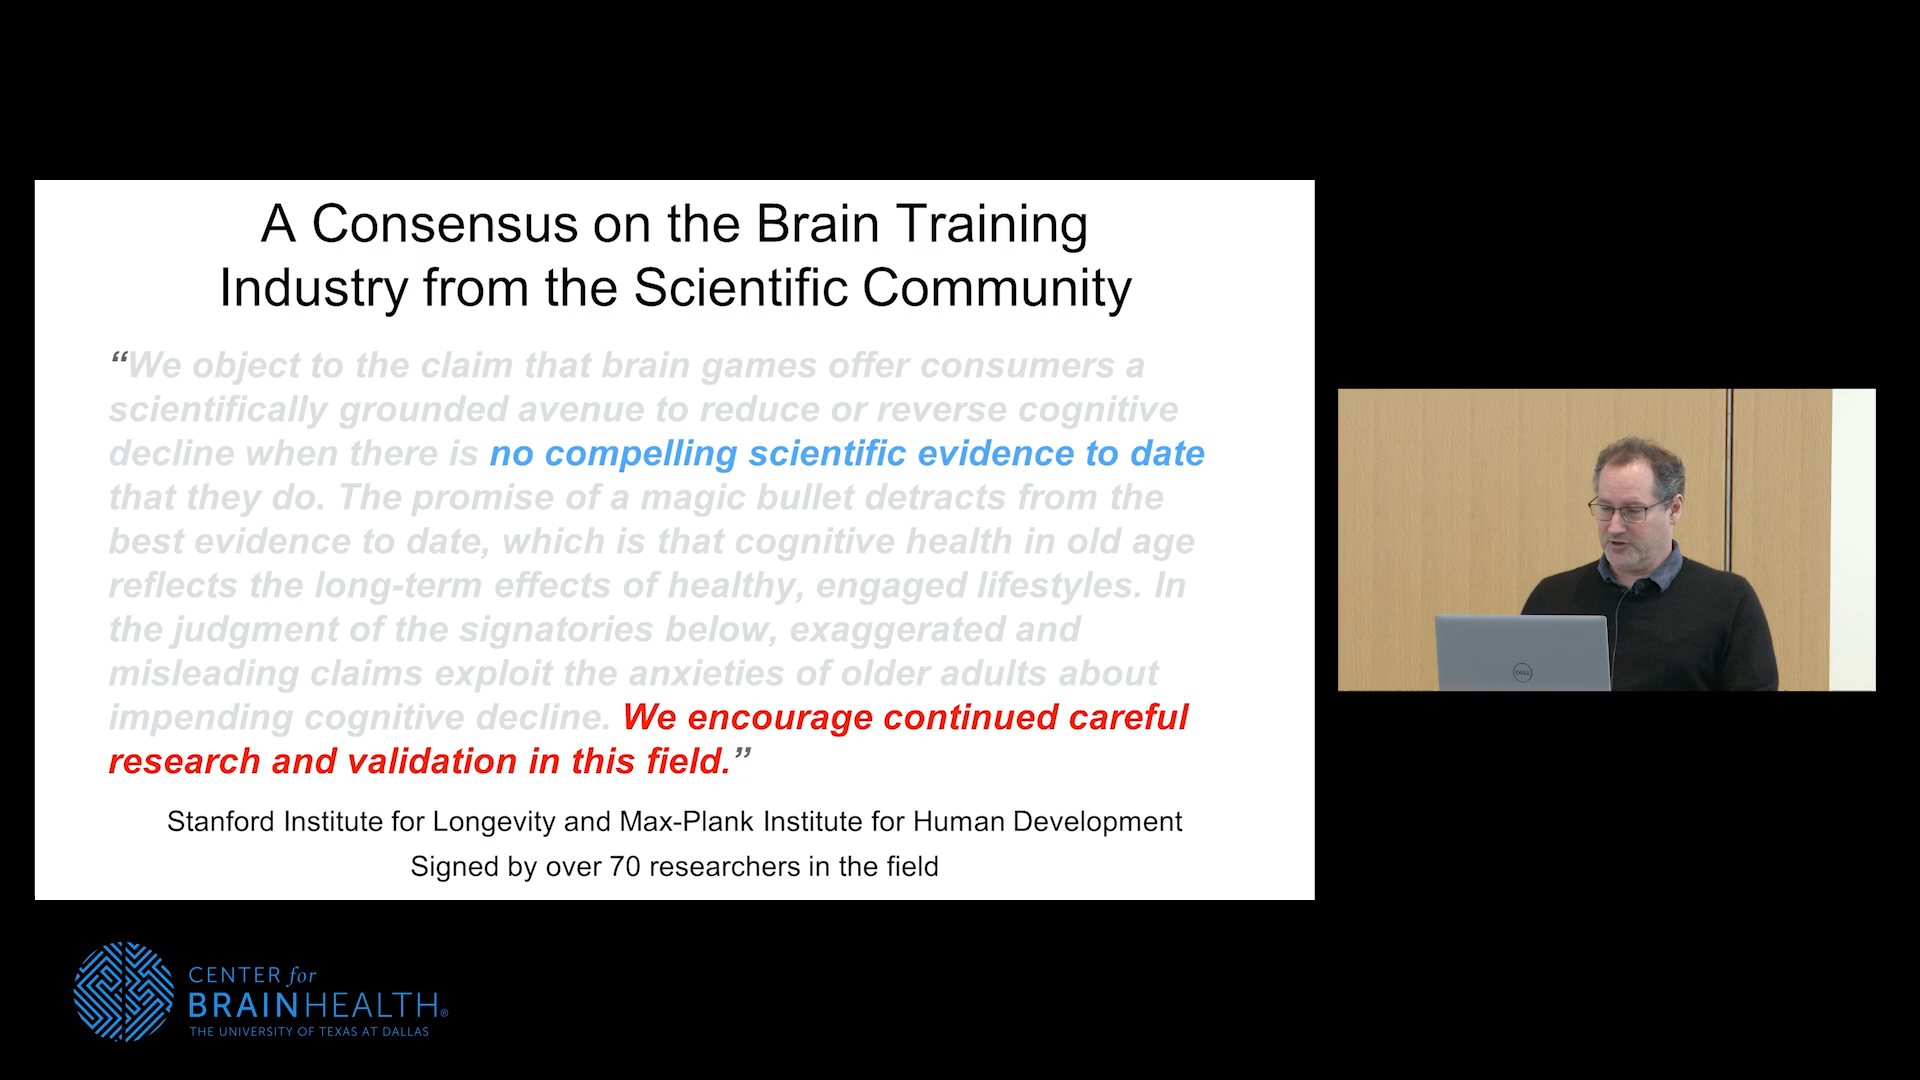 A Consensus on the Brain Training
Industry from the Scientific Community
“We object to the claim that brain games offer consumers a
scientifically grounded avenue to reduce or reverse cognitive
decline when there is no compelling scientific evidence to date
that they do. The promise of a magic bullet detracts from the
best evidence to date, which is that cognitive health in old age
reflects the long-term effects of healthy, engaged lifestyles. In
the judgment of the signatories below, exaggerated and
misleading claims exploit the anxieties of older adults about
impending cognitive decline. We encourage continued careful
research and validation in this field.”
Stanford Institute for Longevity and Max-Plank Institute for Human Development
Signed by over 70 researchers in the field
DELL
CENTER for
BRAINHEALTH®
THE UNIVERSITY OF TEXAS AT DALLAS